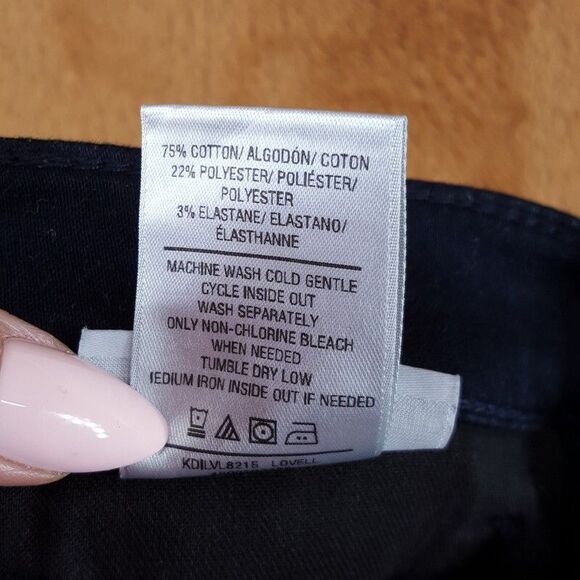 75% COTTON/ ALGODÓN/ COTON
22% POLYESTER/ POLIÉSTER/
POLYESTER
3% ELASTANE/ ELASTANO/
ÉLASTHANNE
MACHINE WASH COLD GENTLE
CYCLE INSIDE OUT
WASH SEPARATELY
ONLY NON-CHLORINE BLEACH
WHEN NEEDED
TUMBLE DRY LOW
IEDIUM IRON INSIDE OUT IF NEEDED
KDILVL8215 LOVELL